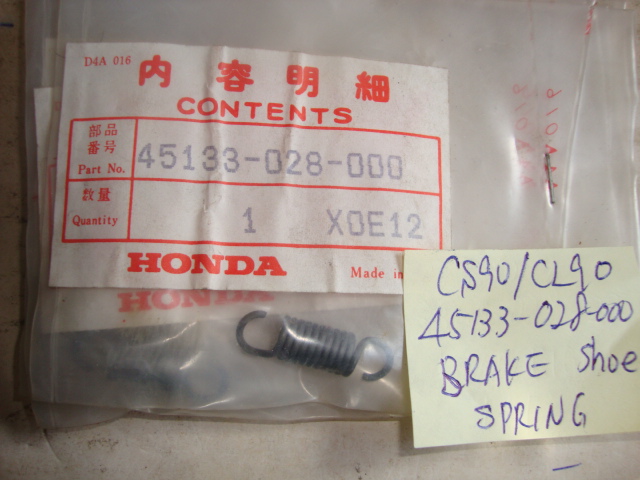 D4A 016
内容明細
CONTENTS
部品
番号
Part No.
45133-028-000
数量
Quantity
1 X0E12
HONDA
Made in
CS90/CL90
45133-028-000
BRAKE shoe
SPRING